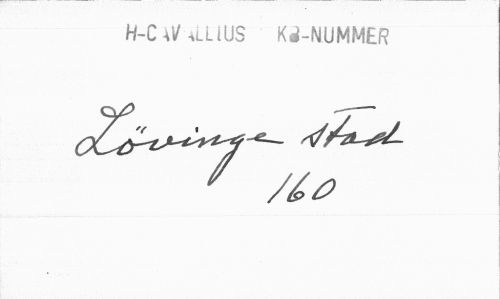 H-CAVALLIUS KB-NUMMER
Lövinge stad
160